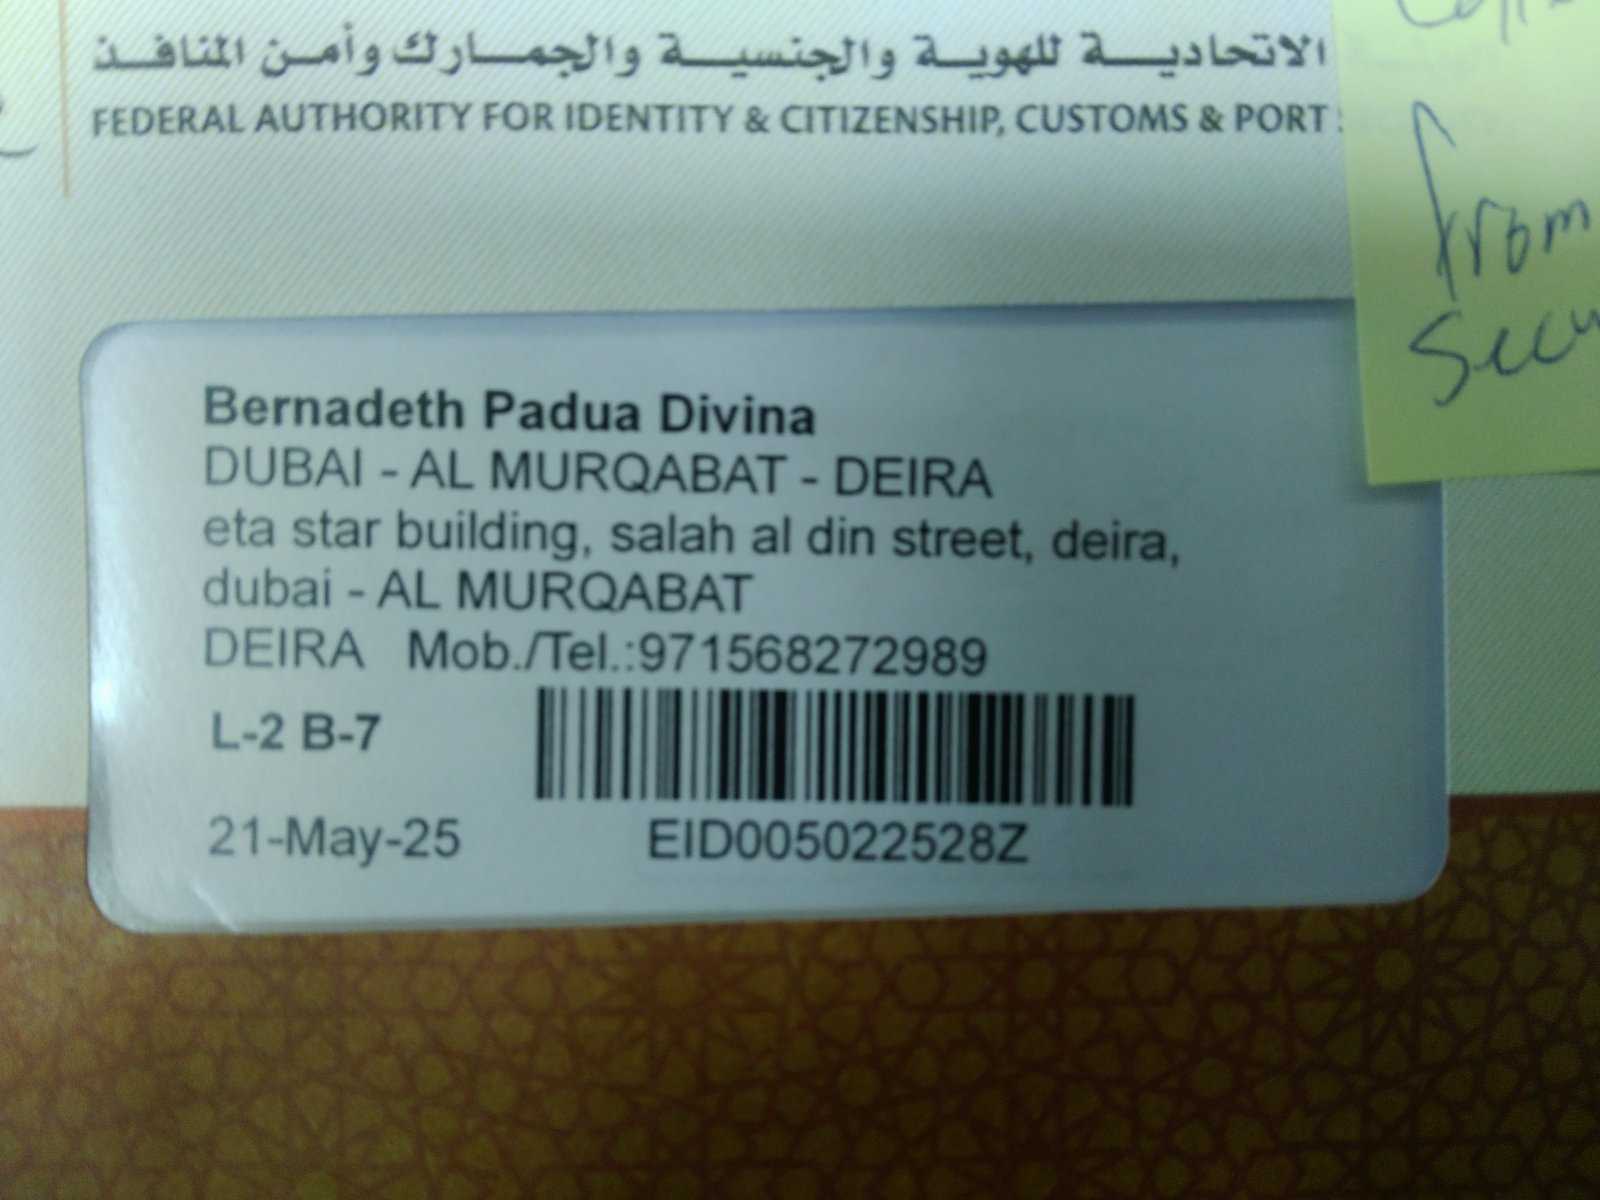 الاتحادية للهوية والجنسية والجمارك وأمن المنافذ
FEDERAL AUTHORITY FOR IDENTITY & CITIZENSHIP, CUSTOMS & PORT
from
Bernadeth Padua Divina
DUBAI - AL MURQABAT - DEIRA
eta star building, salah al din street, deira,
dubai - AL MURQABAT
DEIRA Mob./Tel.:971568272989
L-2 B-7
21-May-25 EID005022528Z